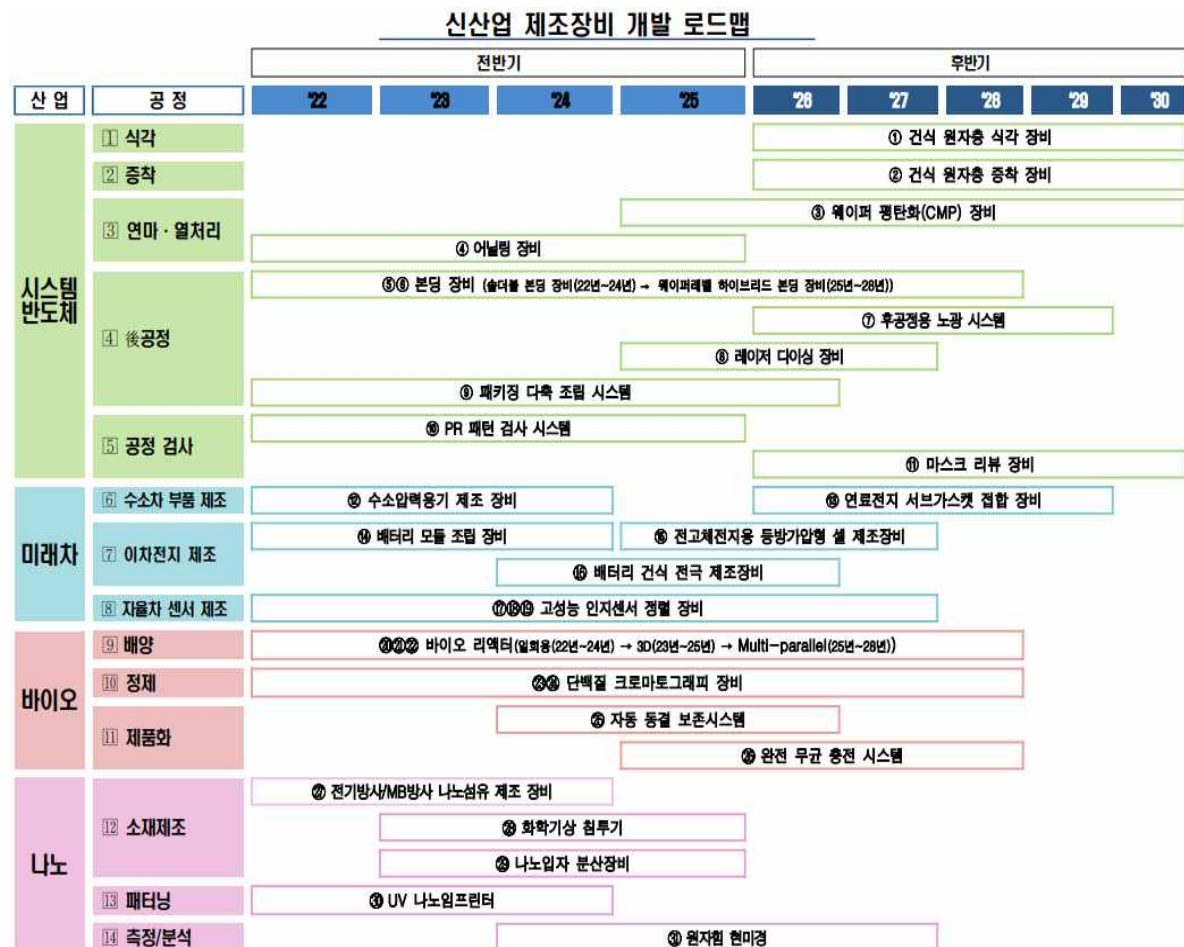 신산업 제조장비 개발 로드맵
전반기 후반기
산 업 공 정 '22 '23 '24 '25 '26 '27 '28 '29 '30
시스템
반도체
1 식각
① 건식 원자층 식각 장비
2 증착
② 건식 원자층 증착 장비
3 연마·열처리
③ 웨이퍼 평탄화(CMP) 장비
④ 어닐링 장비
4 後공정
⑤⑥ 본딩 장비 (솔더볼 본딩 장비(22년~24년) → 웨이퍼레벨 하이브리드 본딩 장비(25년~28년))
⑦ 후공정용 노광 시스템
⑧ 레이저 다이싱 장비
⑨ 패키징 다축 조립 시스템
5 공정 검사
⑩ PR 패턴 검사 시스템
⑪ 마스크 리뷰 장비
미래차
6 수소차 부품 제조
⑫ 수소압력용기 제조 장비 ⑬ 연료전지 서브가스켓 접합 장비
7 이차전지 제조
⑭ 배터리 모듈 조립 장비 ⑯ 전고체전지용 등방가압형 셀 제조장비
⑯ 배터리 건식 전극 제조장비
8 자율차 센서 제조
⑰⑱⑲ 고성능 인지센서 정렬 장비
바이오
9 배양
⑳㉑㉒ 바이오 리액터(일회용(22년~24년) → 3D(23년~25년) → Multi-parallel(25년~28년))
10 정제
㉓㉔ 단백질 크로마토그래피 장비
11 제품화
㉕ 자동 동결 보존시스템
㉖ 완전 무균 충전 시스템
나노
12 소재제조
㉗ 전기방사/MB방사 나노섬유 제조 장비
㉘ 화학기상 침투기
㉙ 나노입자 분산장비
13 패터닝
㉚ UV 나노임프린터
14 측정/분석
㉛ 원자힘 현미경